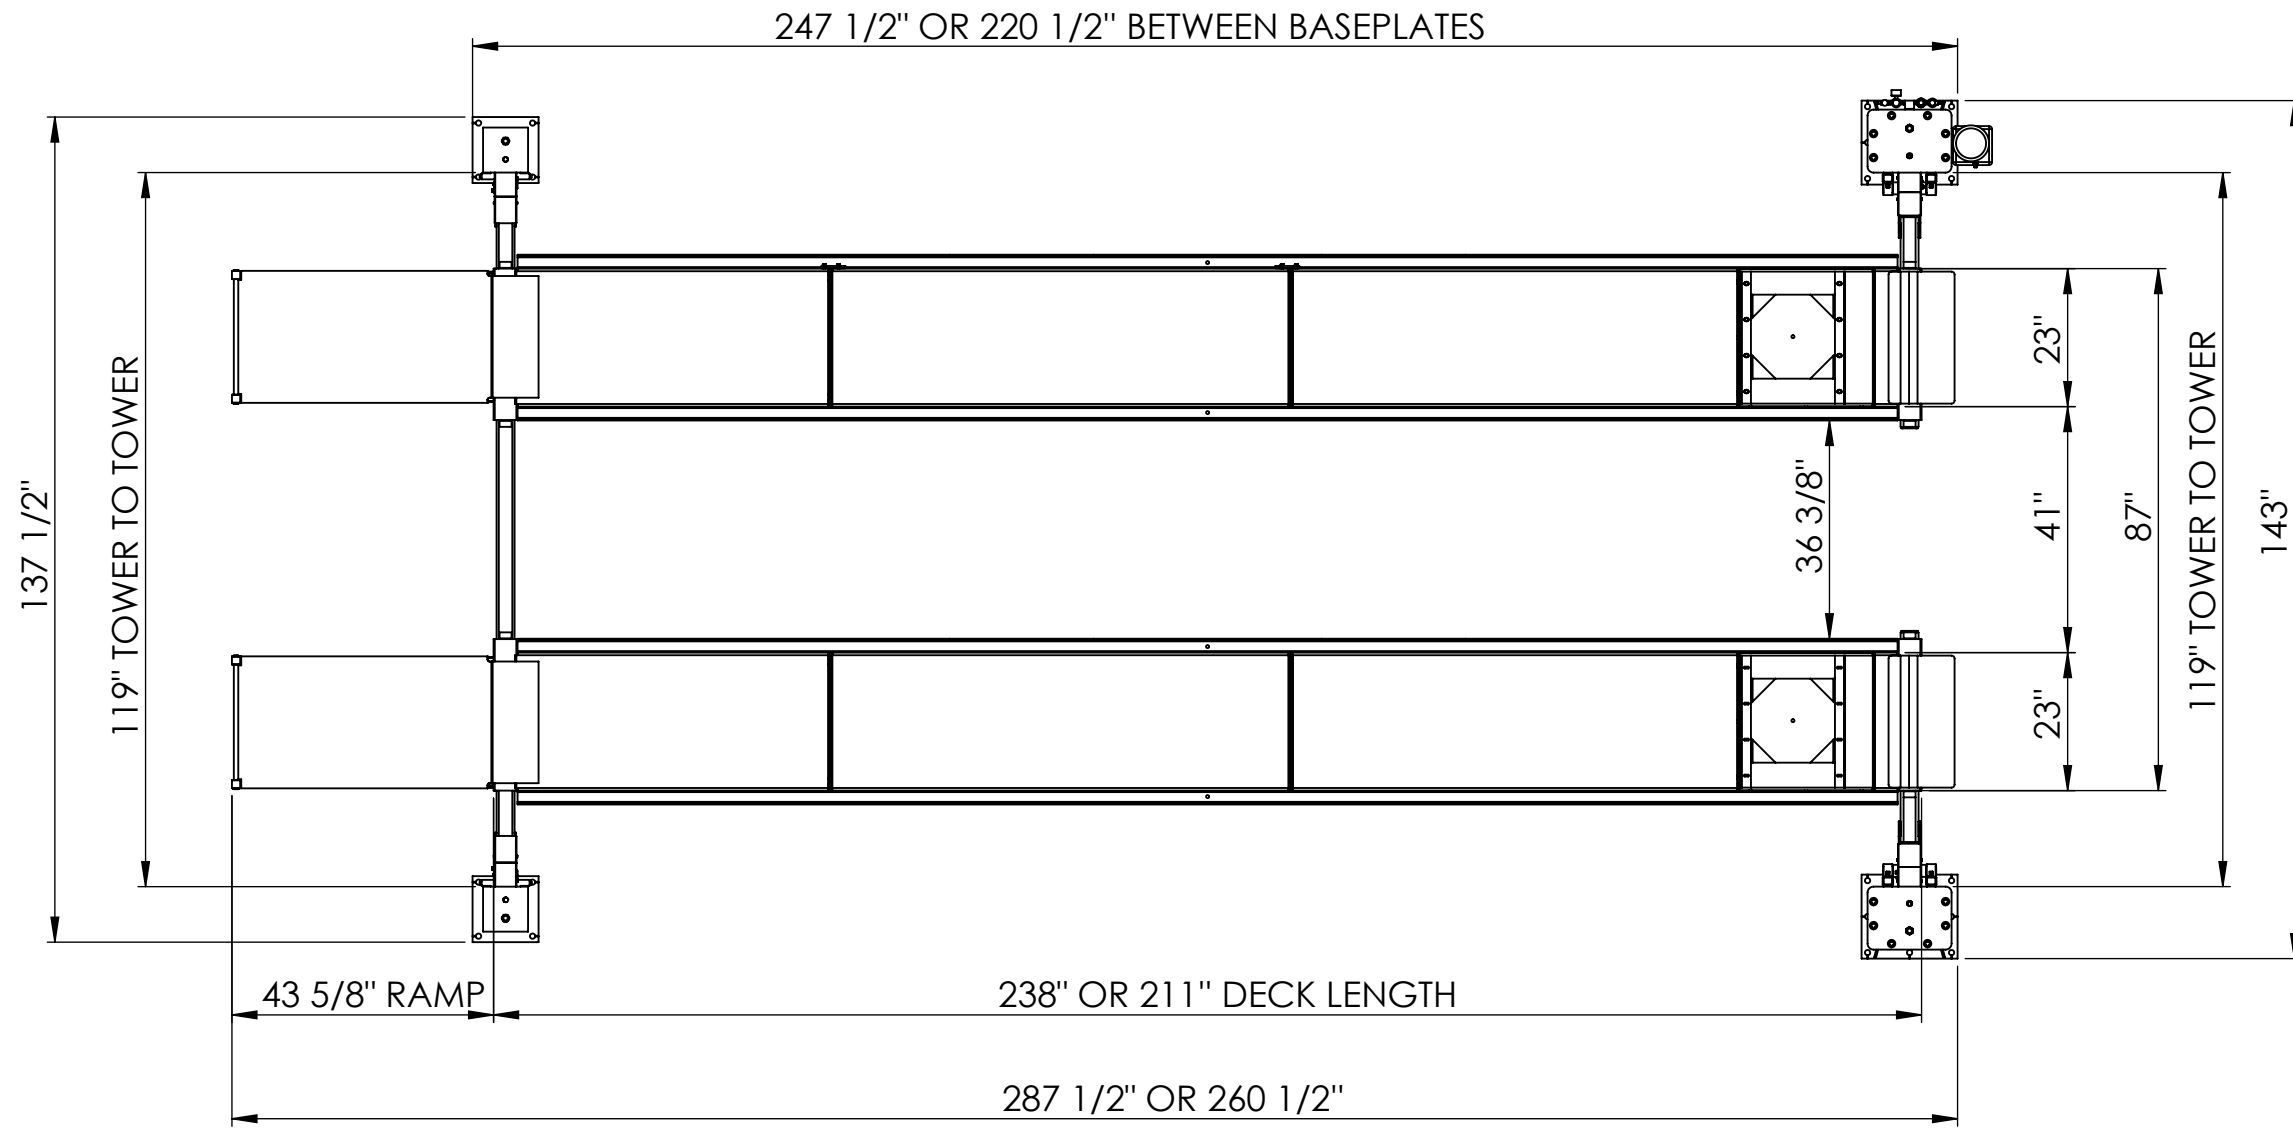 247 1/2" OR 220 1/2" BETWEEN BASEPLATES
137 1/2"
119" TOWER TO TOWER
36 3/8"
23"
41"
23"
87"
119" TOWER TO TOWER
143"
43 5/8" RAMP
238" OR 211" DECK LENGTH
287 1/2" OR 260 1/2"